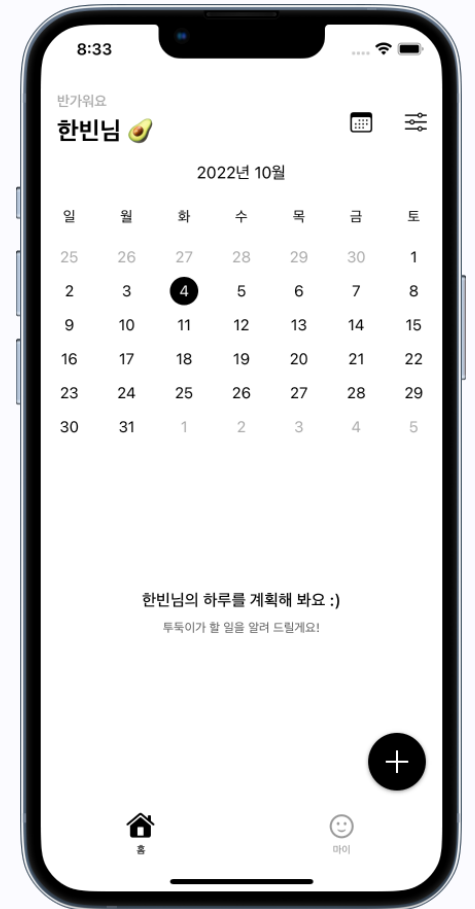 8:33
반가워요
한빈님 🥑
2022년 10월
일 월 화 수 목 금 토
25 26 27 28 29 30 1
2 3 4 5 6 7 8
9 10 11 12 13 14 15
16 17 18 19 20 21 22
23 24 25 26 27 28 29
30 31 1 2 3 4 5
한빈님의 하루를 계획해 봐요 :)
투둑이가 할 일을 알려 드릴게요!
홈 마이